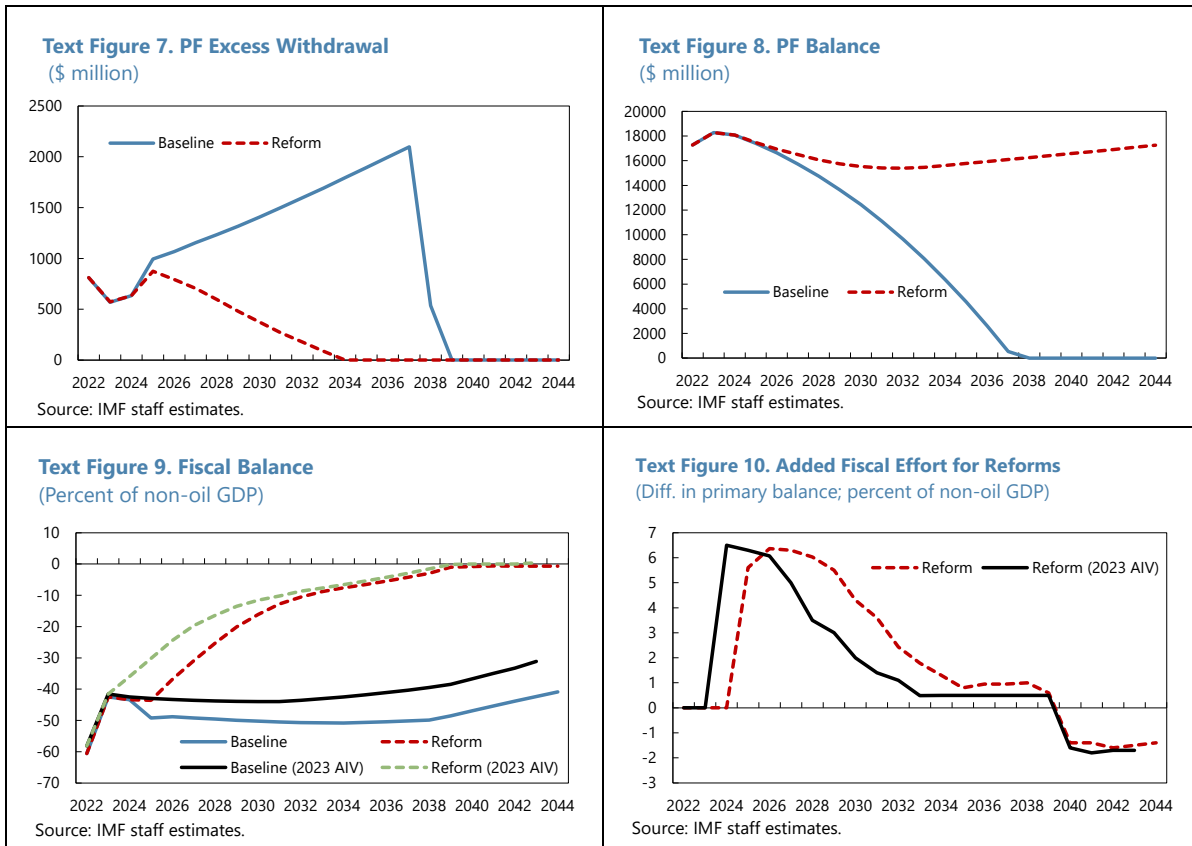 Text Figure 7. PF Excess Withdrawal
($ million)
2500
2000
1500
1000
500
0
Baseline Reform
2022 2024 2026 2028 2030 2032 2034 2036 2038 2040 2042 2044
Source: IMF staff estimates.
Text Figure 8. PF Balance
($ million)
20000
18000
16000
14000
12000
10000
8000
6000
4000
2000
0
Baseline Reform
2022 2024 2026 2028 2030 2032 2034 2036 2038 2040 2042 2044
Source: IMF staff estimates.
Text Figure 9. Fiscal Balance
(Percent of non-oil GDP)
10
0
-10
-20
-30
-40
-50
-60
-70
Baseline Reform
Baseline (2023 AIV) Reform (2023 AIV)
2022 2024 2026 2028 2030 2032 2034 2036 2038 2040 2042 2044
Source: IMF staff estimates.
Text Figure 10. Added Fiscal Effort for Reforms
(Diff. in primary balance; percent of non-oil GDP)
7
6
5
4
3
2
1
0
-1
-2
-3
Reform Reform (2023 AIV)
2022 2024 2026 2028 2030 2032 2034 2036 2038 2040 2042 2044
Source: IMF staff estimates.